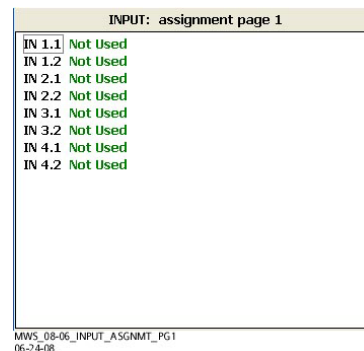 INPUT: assignment page 1
IN 1.1 Not Used
IN 1.2 Not Used
IN 2.1 Not Used
IN 2.2 Not Used
IN 3.1 Not Used
IN 3.2 Not Used
IN 4.1 Not Used
IN 4.2 Not Used
MWS_08-06_INPUT_ASGNMT_PG1
06-24-08